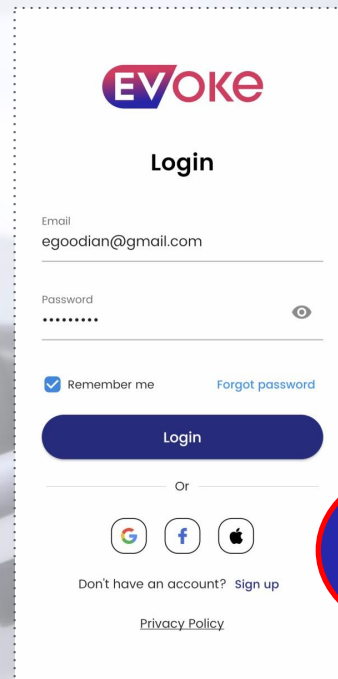 EVOKE
Login
Email
egoodian@gmail.com
Password
•••••••••
Remember me
Forgot password
Login
Or
Don't have an account? Sign up
Privacy Policy